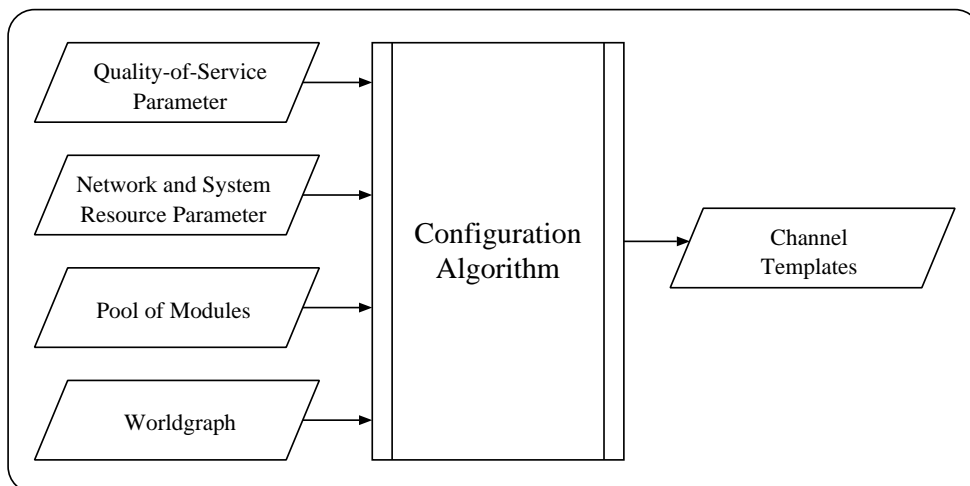 Quality-of-Service
Parameter
Network and System
Resource Parameter
Pool of Modules
Worldgraph
Configuration
Algorithm
Channel
Templates